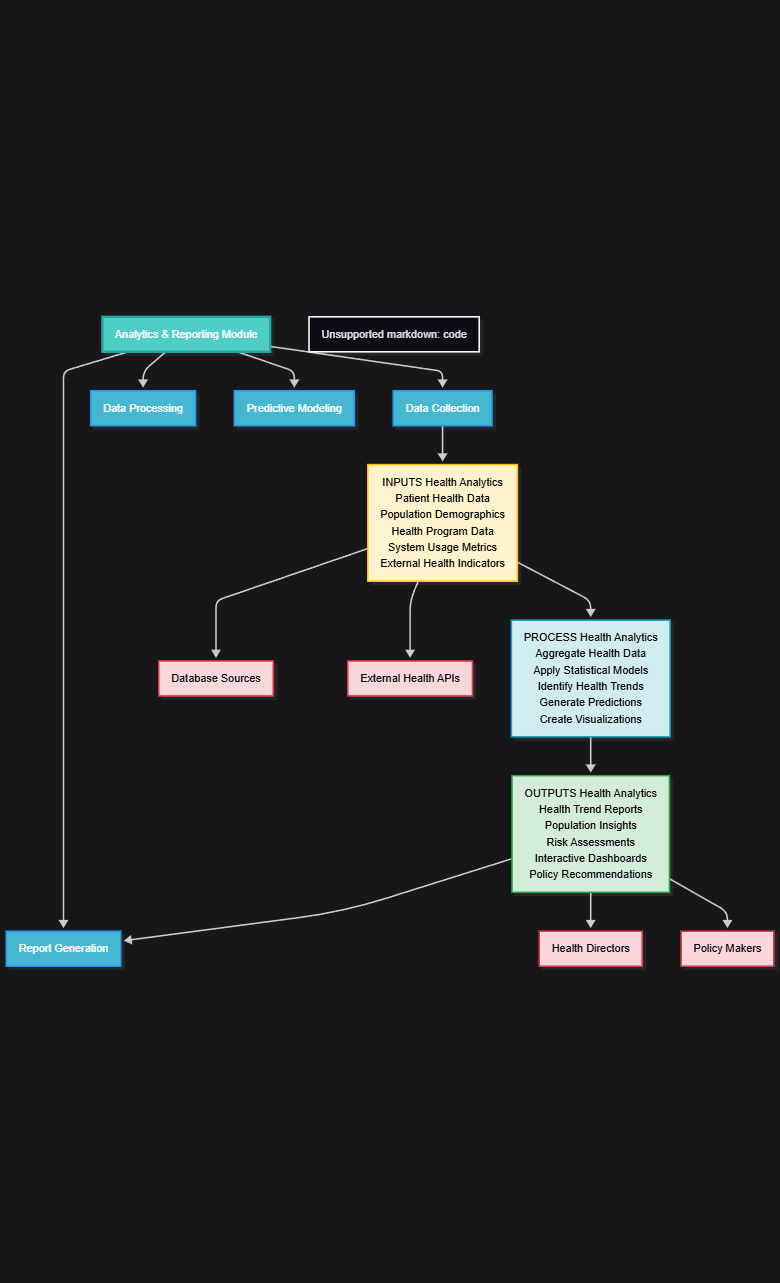 Analytics & Reporting Module
Unsupported markdown: code
Data Processing
Predictive Modeling
Data Collection
INPUTS Health Analytics
Patient Health Data
Population Demographics
Health Program Data
System Usage Metrics
External Health Indicators
Database Sources
External Health APIs
PROCESS Health Analytics
Aggregate Health Data
Apply Statistical Models
Identify Health Trends
Generate Predictions
Create Visualizations
OUTPUTS Health Analytics
Health Trend Reports
Population Insights
Risk Assessments
Interactive Dashboards
Policy Recommendations
Report Generation
Health Directors
Policy Makers